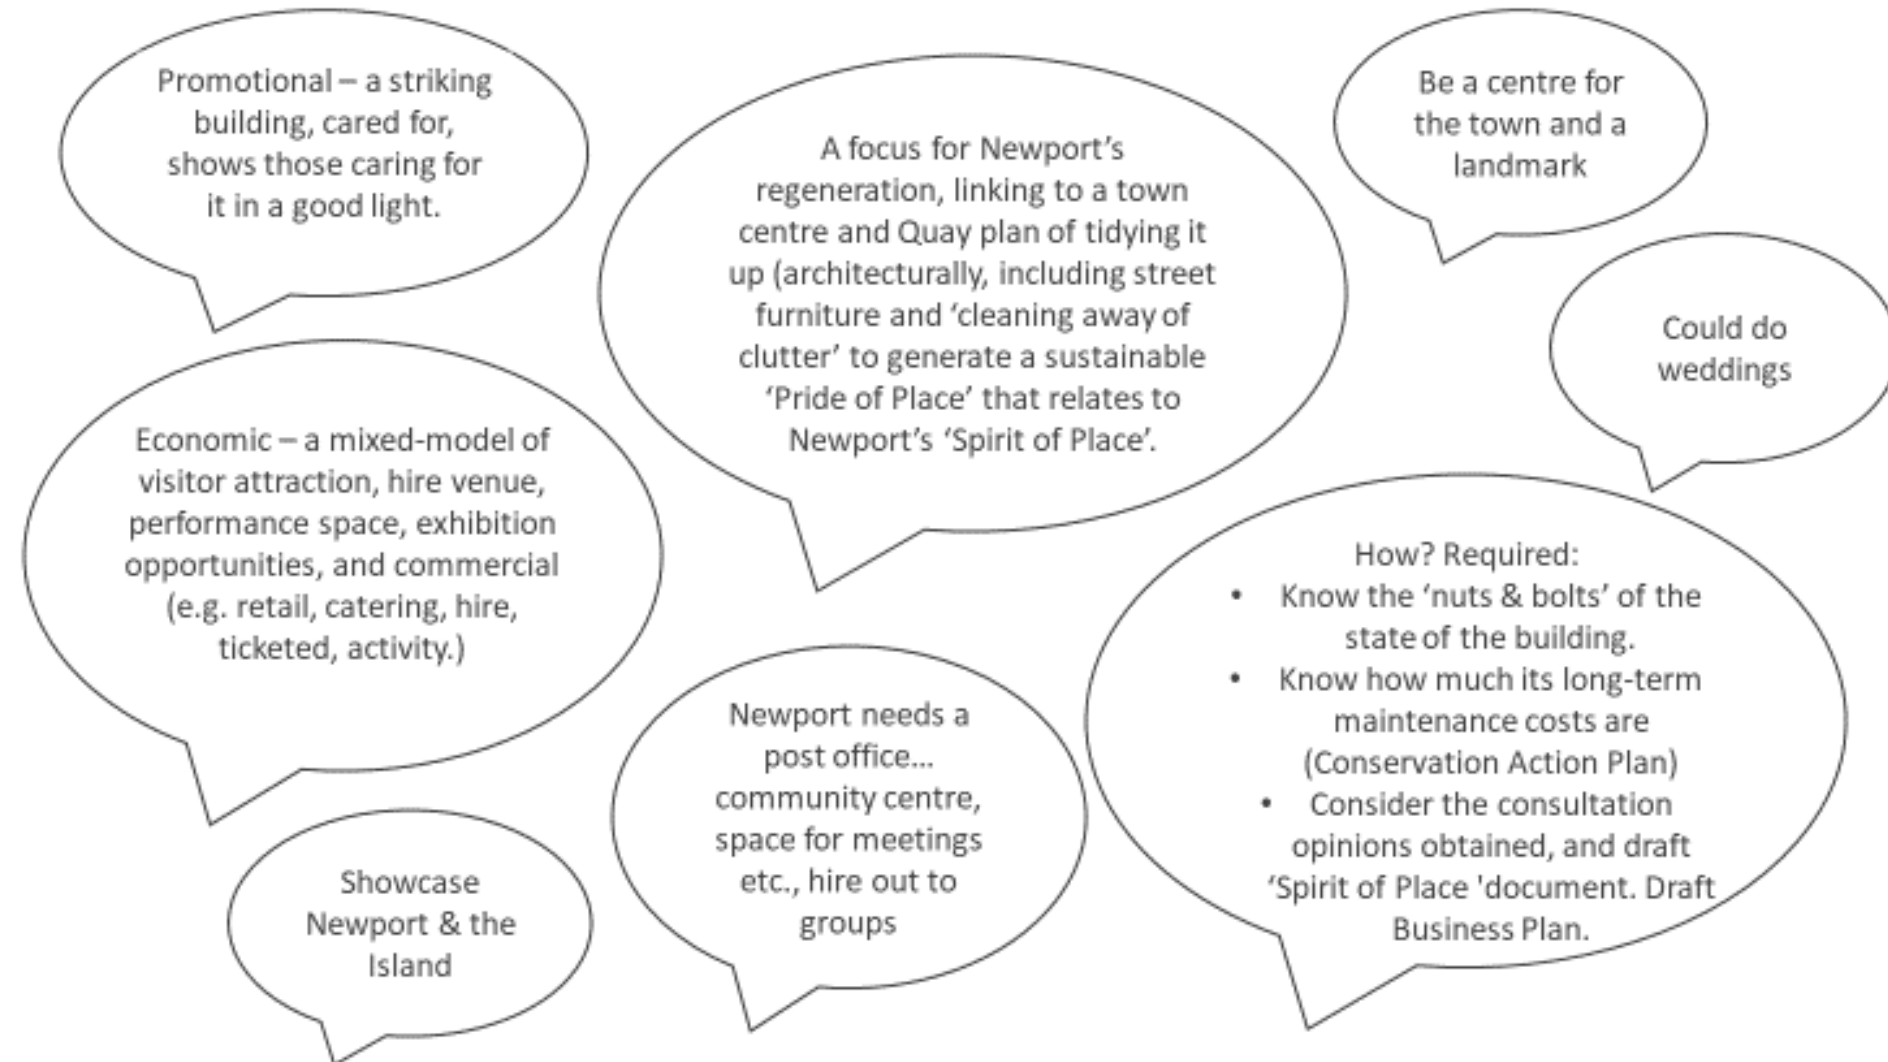 Promotional – a striking
building, cared for,
shows those caring for
it in a good light.
A focus for Newport’s
regeneration, linking to a town
centre and Quay plan of tidying it
up (architecturally, including street
furniture and ‘cleaning away of
clutter’ to generate a sustainable
‘Pride of Place’ that relates to
Newport’s ‘Spirit of Place’.
Be a centre for
the town and a
landmark
Could do
weddings
Economic – a mixed-model of
visitor attraction, hire venue,
performance space, exhibition
opportunities, and commercial
(e.g. retail, catering, hire,
ticketed, activity.)
How? Required:
• Know the ‘nuts & bolts’ of the
state of the building.
• Know how much its long-term
maintenance costs are
(Conservation Action Plan)
• Consider the consultation
opinions obtained, and draft
‘Spirit of Place 'document. Draft
Business Plan.
Newport needs a
post office...
community centre,
space for meetings
etc., hire out to
groups
Showcase
Newport & the
Island